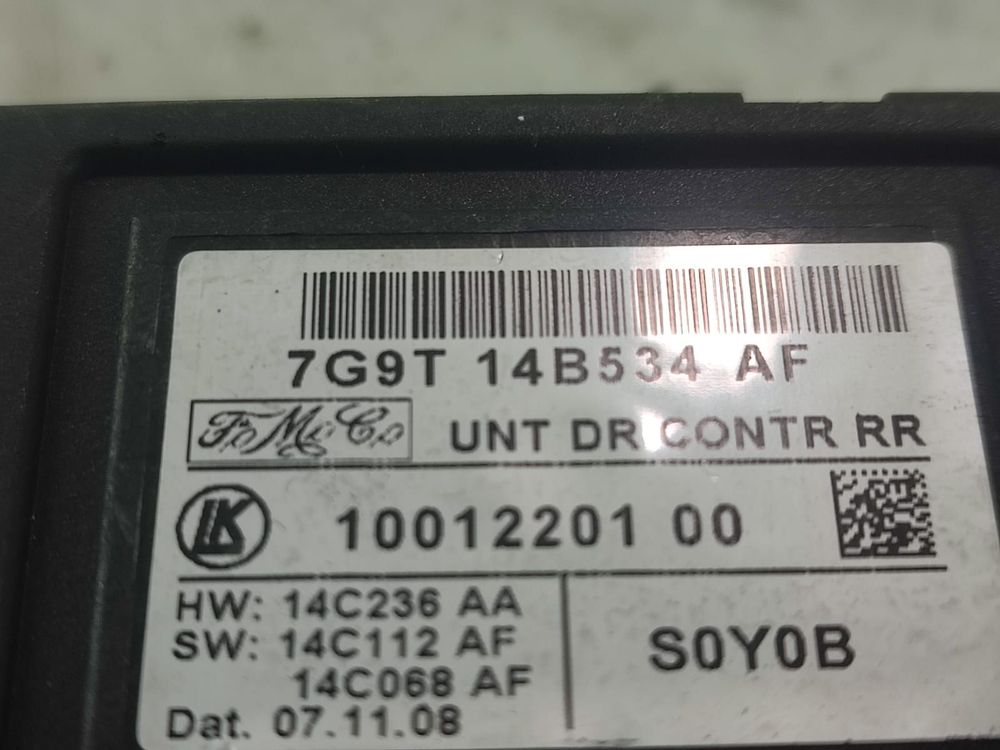 7G9T 14B534 AF
FoMoCo UNT DR CONTR RR
LK 10012201 00
HW: 14C236 AA
SW: 14C112 AF
14C068 AF
S0Y0B
Dat. 07.11.08